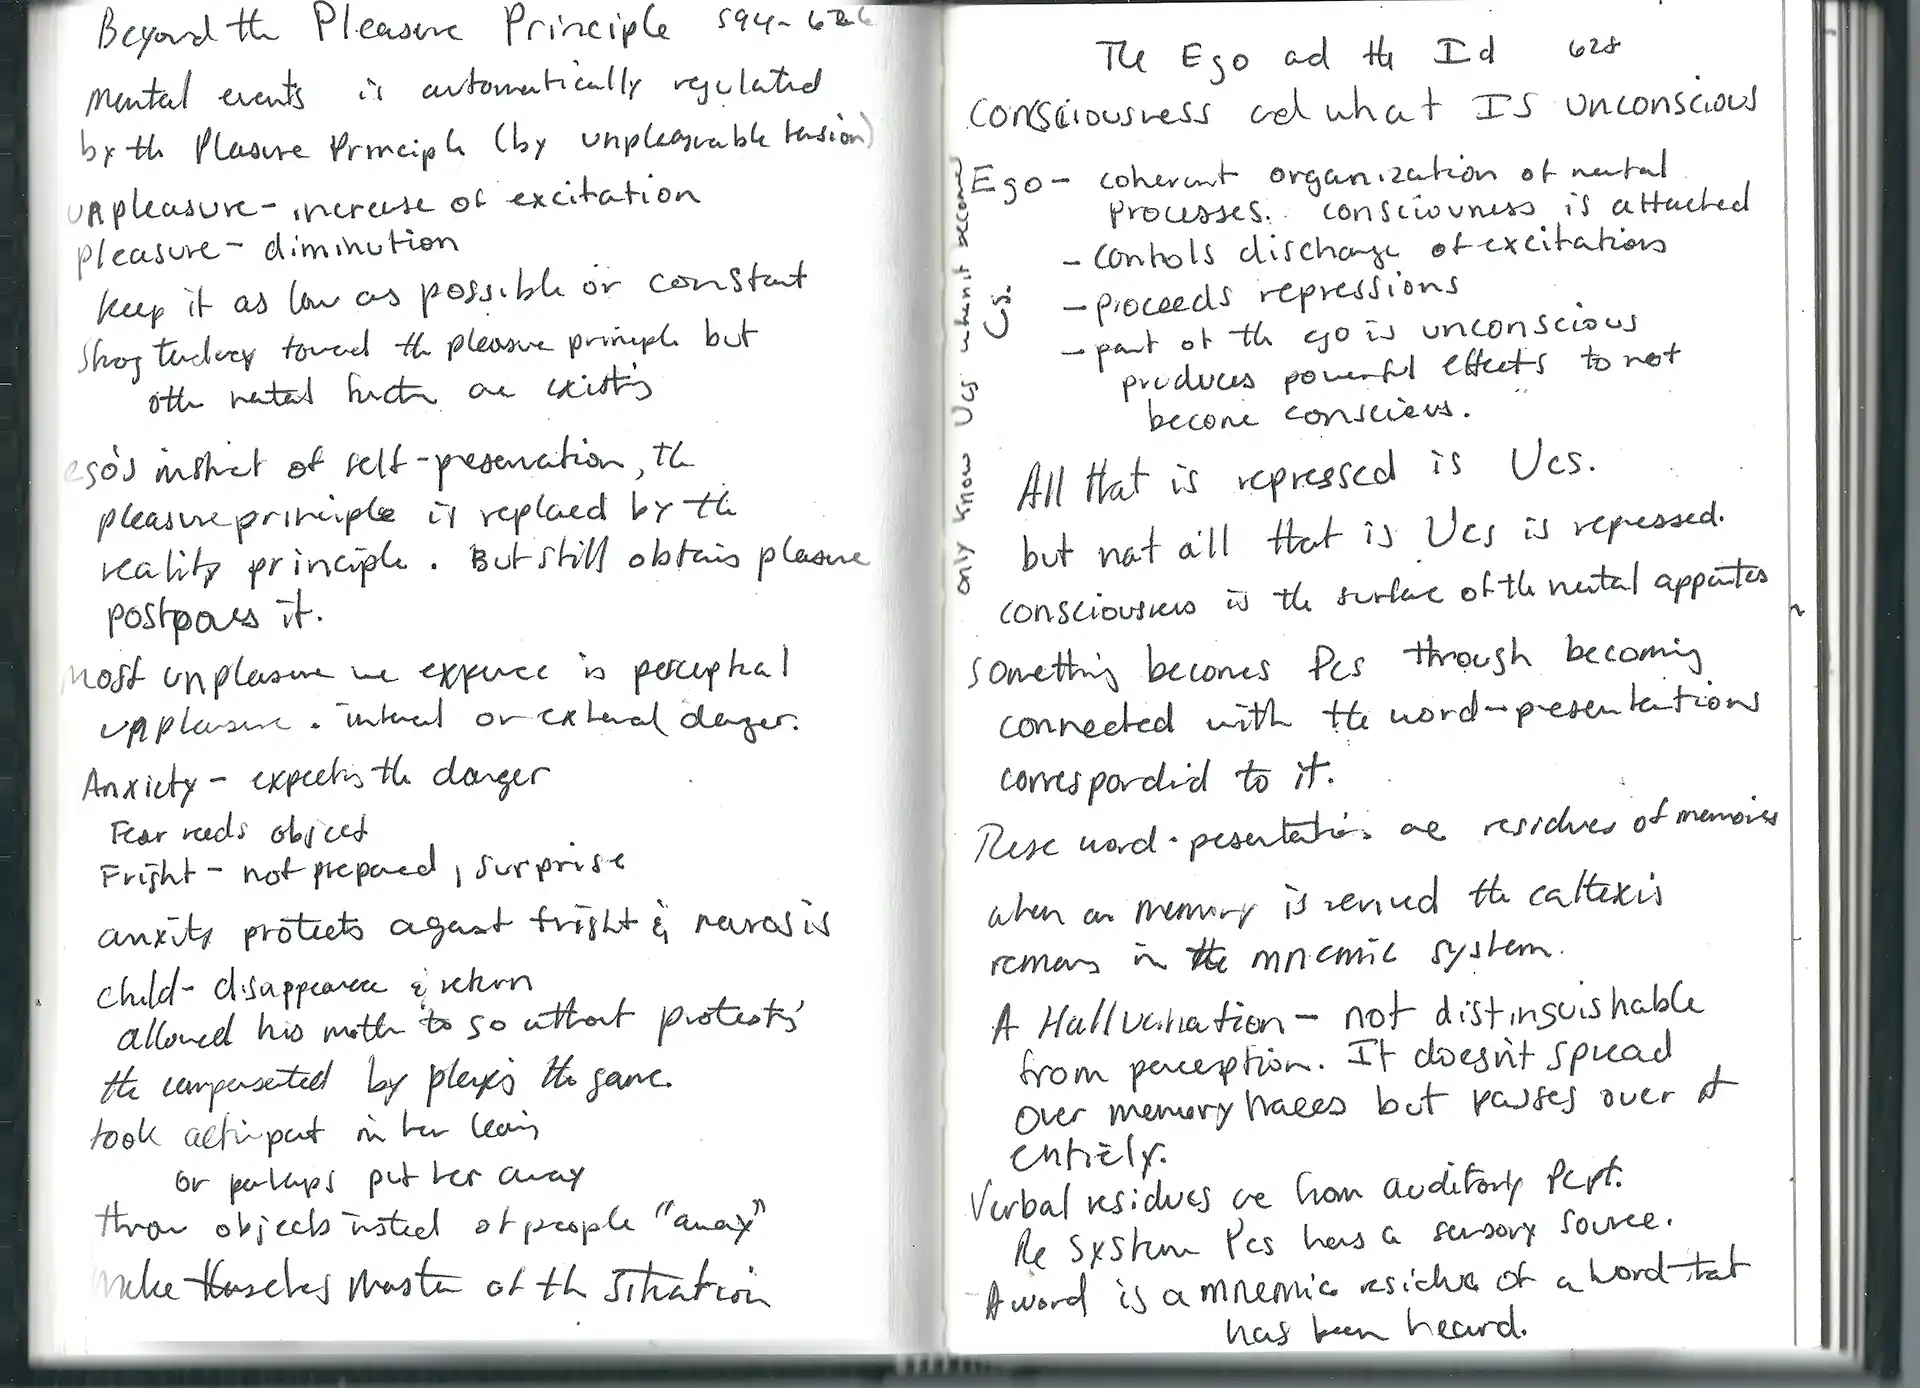 Beyond the Pleasure Principle 594-626
Mental events is automatically regulated
by the Plasure Principle (by unpleasurable tension)
unpleasure - increase of excitation
pleasure - diminution
keep it as low as possible or constant
Strong tendency toward the pleasure principle but
other mental factors are existing
ego's instinct of self-preservation, the
pleasure principle is replaced by the
reality principle. But still obtains pleasure
postpones it.
Most unpleasure we experience is perceptual
unpleasure. internal or external danger.
Anxiety - expecting the danger
Fear needs object
Fright - not prepared, surprise
anxity protects against fright & neurosis
child - disappearance & return
allowed his mother to go without protesting
the compensated by playing the game.
took active part in her leaving
or perhaps put her away
throw objects insted of people "away"
Make themselves Master of the Situation
The Ego and the Id 628
consciousness and what IS unconscious
Ego - coherent organization of mental
processes. consciouness is attached
- controls discharge of excitations
- proceeds repressions
- part of the ego is unconscious
produces powerful effects to not
become conscious.
only know Ucs when it becomes
Cs.
All that is repressed is Ucs.
but not all that is Ucs is repressed.
consciousness is the surface of the mental appartes
something becomes Pcs through becoming
connected with the word-presentations
correspondid to it.
These word-presentations are residues of memories
when an memory is revived the cathexis
remains in the mnemic system.
A Hallucination - not distinguishable
from perception. It doesn't spread
over memory traces but passes over it
entirely.
Verbal residues are from auditory Pcpt.
The system Pcs has a sensory source.
A word is a mnemic residue of a word that
has been heard.